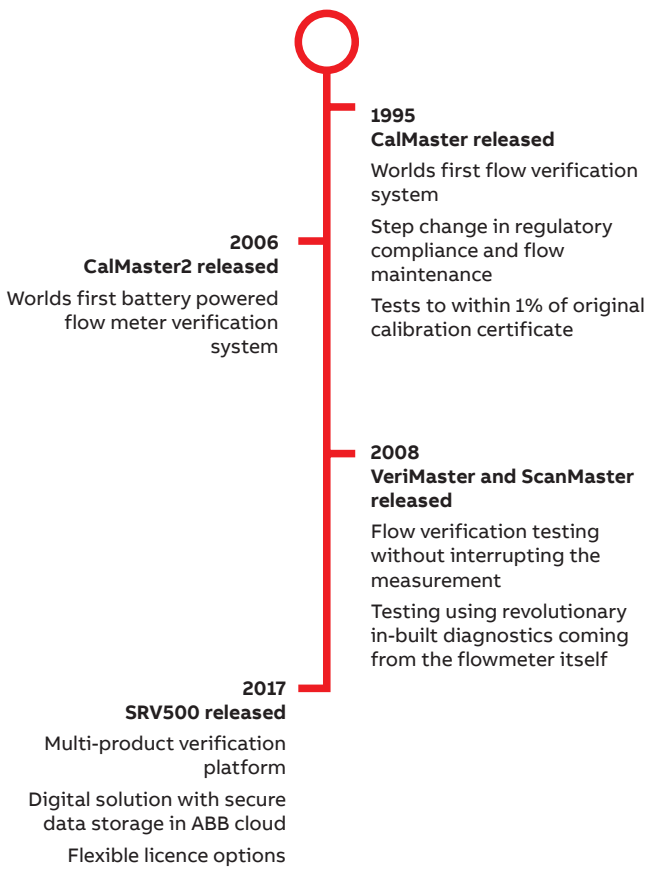 1995
CalMaster released
Worlds first flow verification
system
Step change in regulatory
compliance and flow
maintenance
Tests to within 1% of original
calibration certificate
2006
CalMaster2 released
Worlds first battery powered
flow meter verification
system
2008
VeriMaster and ScanMaster
released
Flow verification testing
without interrupting the
measurement
Testing using revolutionary
in-built diagnostics coming
from the flowmeter itself
2017
SRV500 released
Multi-product verification
platform
Digital solution with secure
data storage in ABB cloud
Flexible licence options